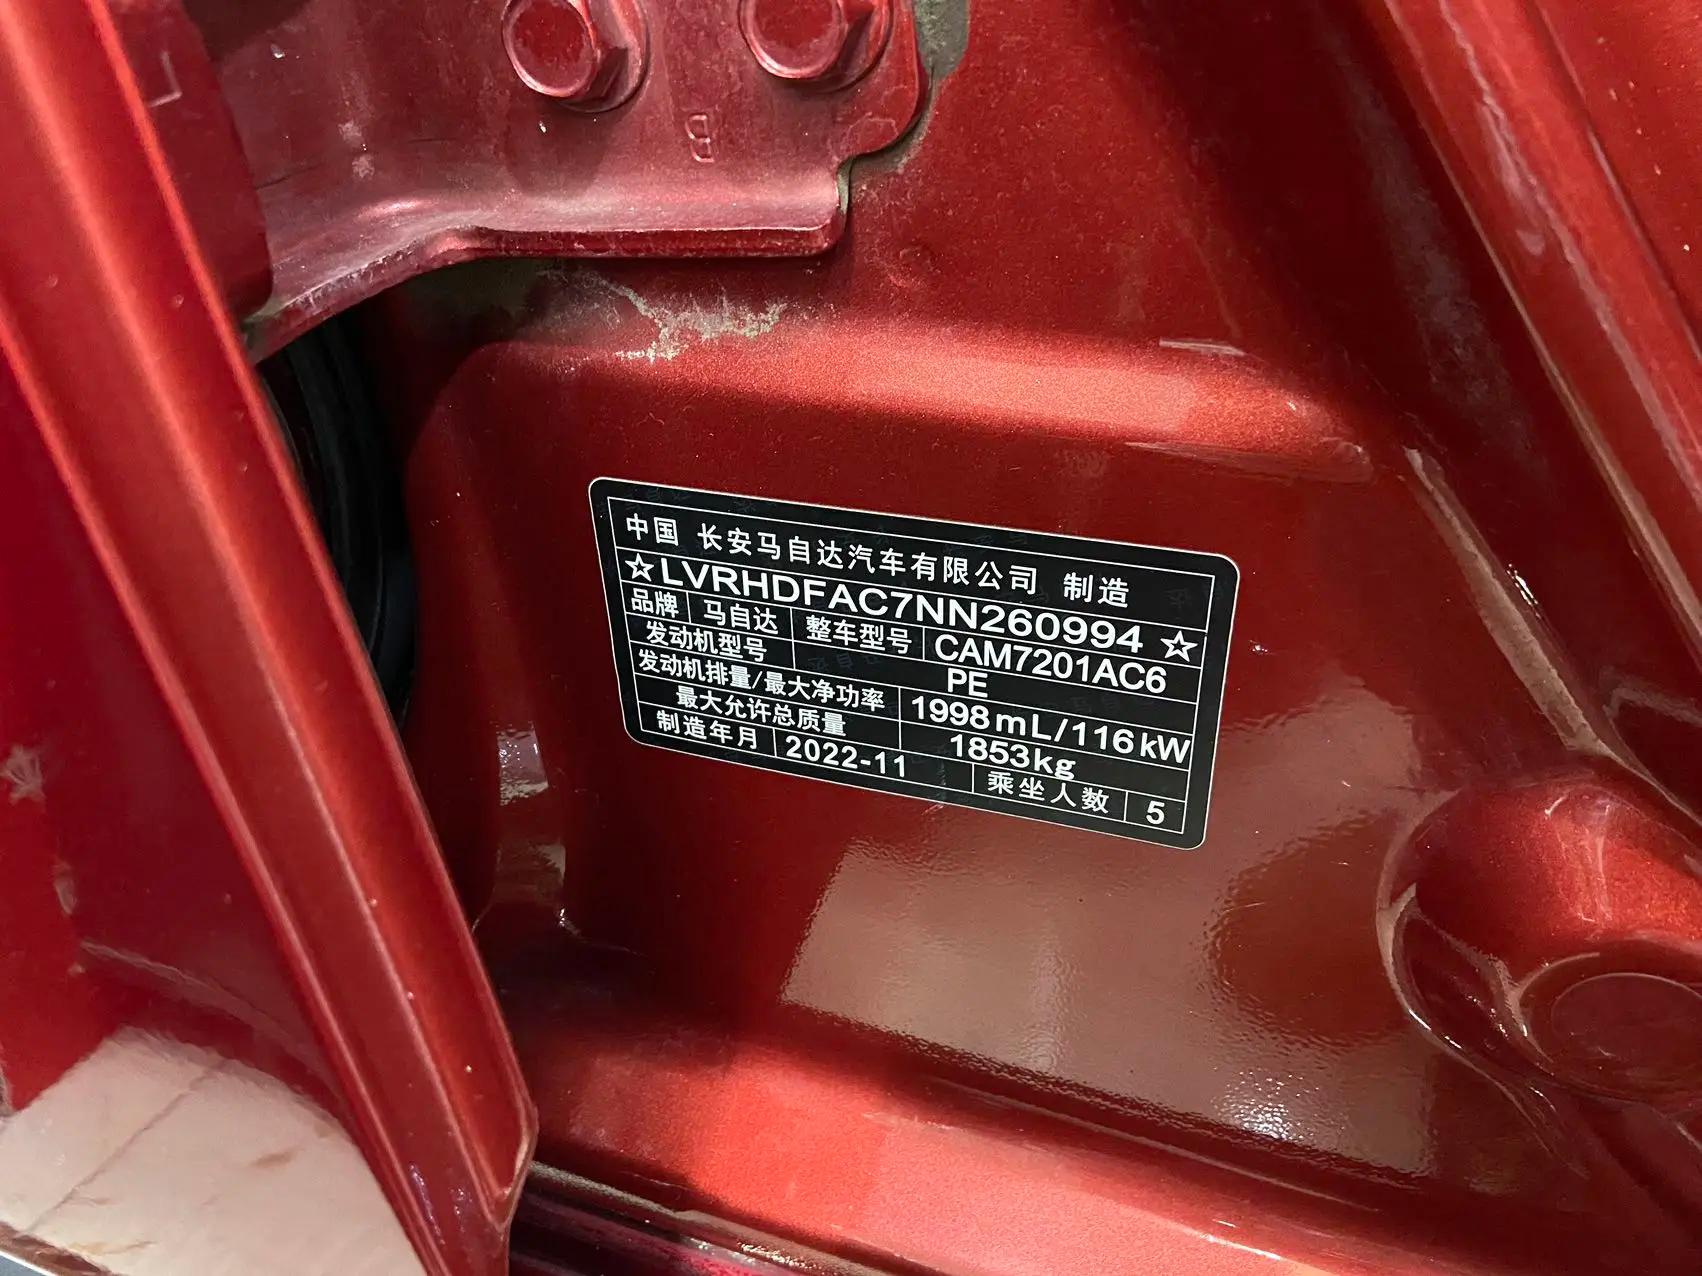 中国 长安马自达汽车有限公司 制造
☆LVRHDFAC7NN260994☆
品牌 马自达 整车型号 CAM7201AC6
发动机型号 PE
发动机排量/最大净功率 1998mL/116kW
最大允许总质量 1853kg
制造年月 2022-11 乘坐人数 5
B